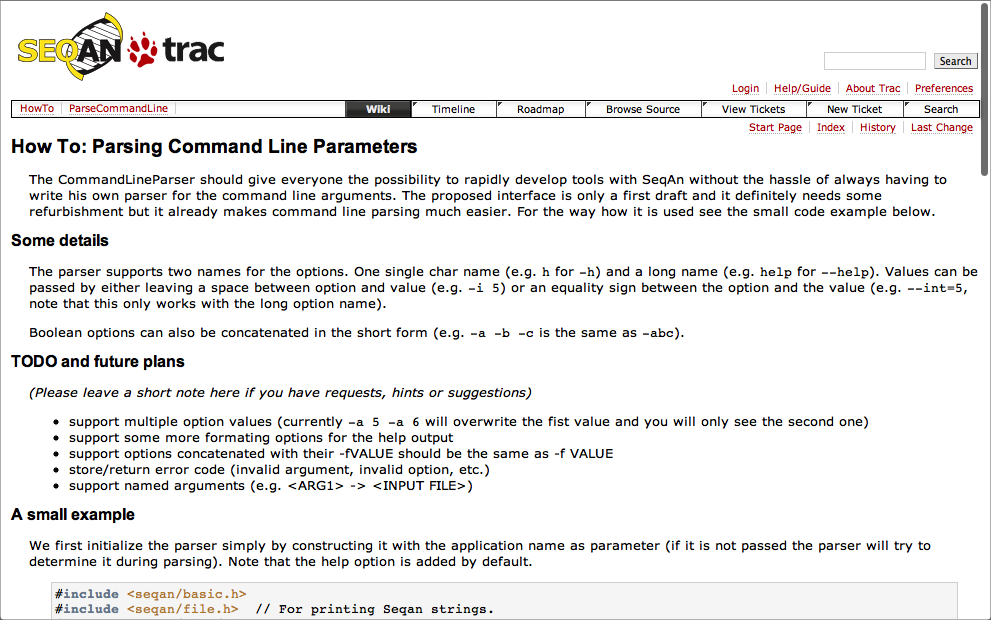 SEQAN trac
Search
Login Help/Guide About Trac Preferences
HowTo ParseCommandLine Wiki Timeline Roadmap Browse Source View Tickets New Ticket Search
Start Page Index History Last Change
How To: Parsing Command Line Parameters
The CommandLineParser should give everyone the possibility to rapidly develop tools with SeqAn without the hassle of always having to
write his own parser for the command line arguments. The proposed interface is only a first draft and it definitely needs some
refurbishment but it already makes command line parsing much easier. For the way how it is used see the small code example below.
Some details
The parser supports two names for the options. One single char name (e.g. h for -h) and a long name (e.g. help for --help). Values can be
passed by either leaving a space between option and value (e.g. -i 5) or an equality sign between the option and the value (e.g. --int=5,
note that this only works with the long option name).
Boolean options can also be concatenated in the short form (e.g. -a -b -c is the same as -abc).
TODO and future plans
(Please leave a short note here if you have requests, hints or suggestions)
• support multiple option values (currently -a 5 -a 6 will overwrite the fist value and you will only see the second one)
• support some more formating options for the help output
• support options concatenated with their -fVALUE should be the same as -f VALUE
• store/return error code (invalid argument, invalid option, etc.)
• support named arguments (e.g. <ARG1> -> <INPUT FILE>)
A small example
We first initialize the parser simply by constructing it with the application name as parameter (if it is not passed the parser will try to
determine it during parsing). Note that the help option is added by default.
#include <seqan/basic.h>
#include <seqan/file.h>  // For printing Seqan strings.